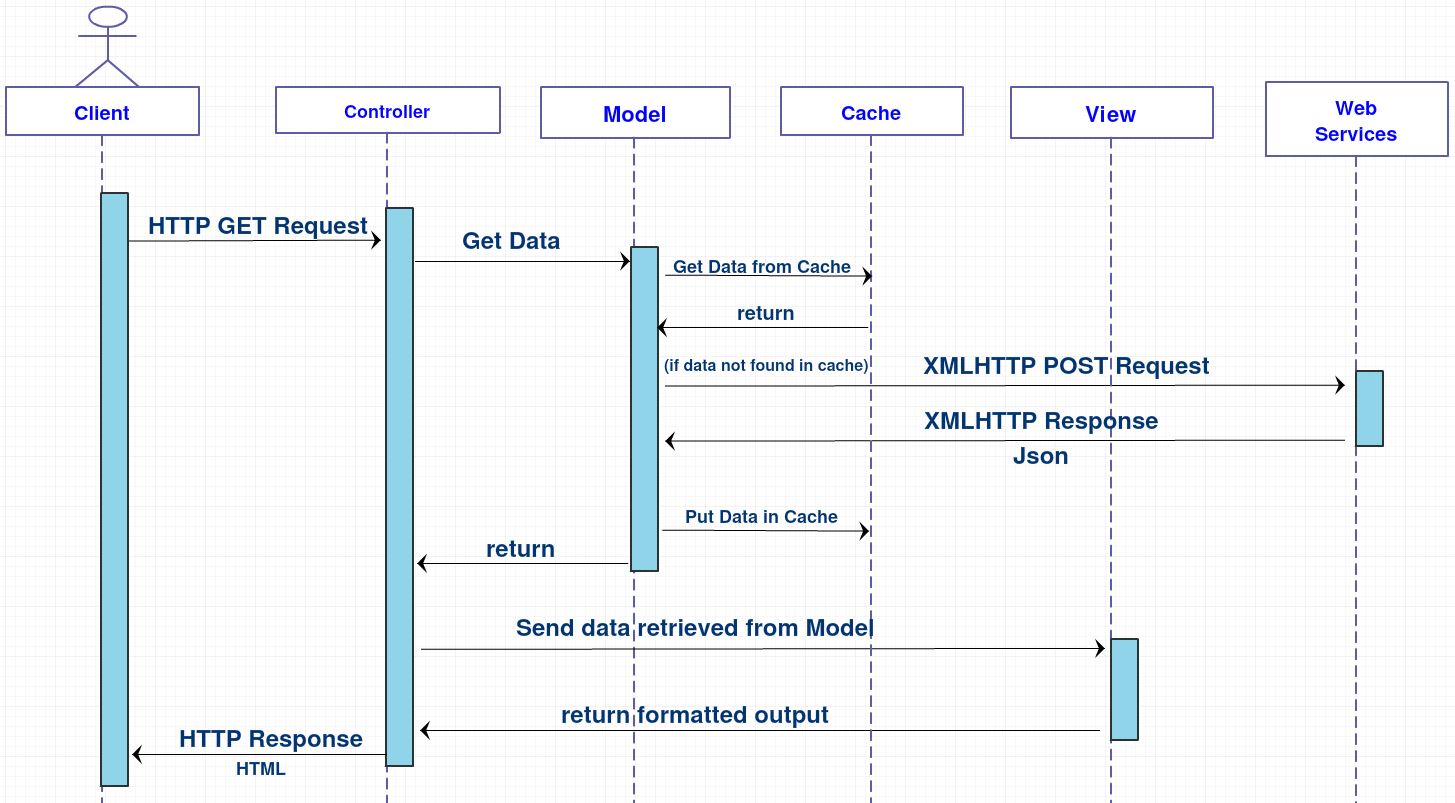 Client
Controller
Model
Cache
View
Web
Services
HTTP GET Request
Get Data
Get Data from Cache
return
(if data not found in cache)
XMLHTTP POST Request
XMLHTTP Response
Json
Put Data in Cache
return
Send data retrieved from Model
return formatted output
HTTP Response
HTML